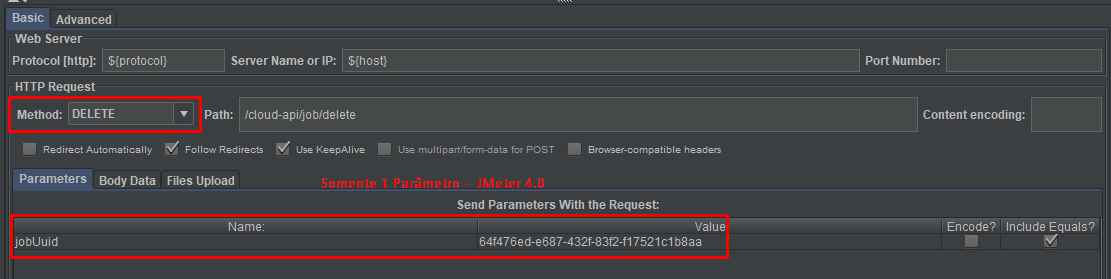 Basic Advanced
Web Server
Protocol [http]: ${protocol} Server Name or IP: ${host} Port Number:
HTTP Request
Method: DELETE Path: /cloud-api/job/delete Content encoding:
Redirect Automatically Follow Redirects Use KeepAlive Use multipart/form-data for POST Browser-compatible headers
Parameters Body Data Files Upload
Somente 1 Parâmetro - JMeter 4.0
Send Parameters With the Request:
Name: Value Encode? Include Equals?
jobUuid 64f476ed-e687-432f-83f2-f17521c1b8aa